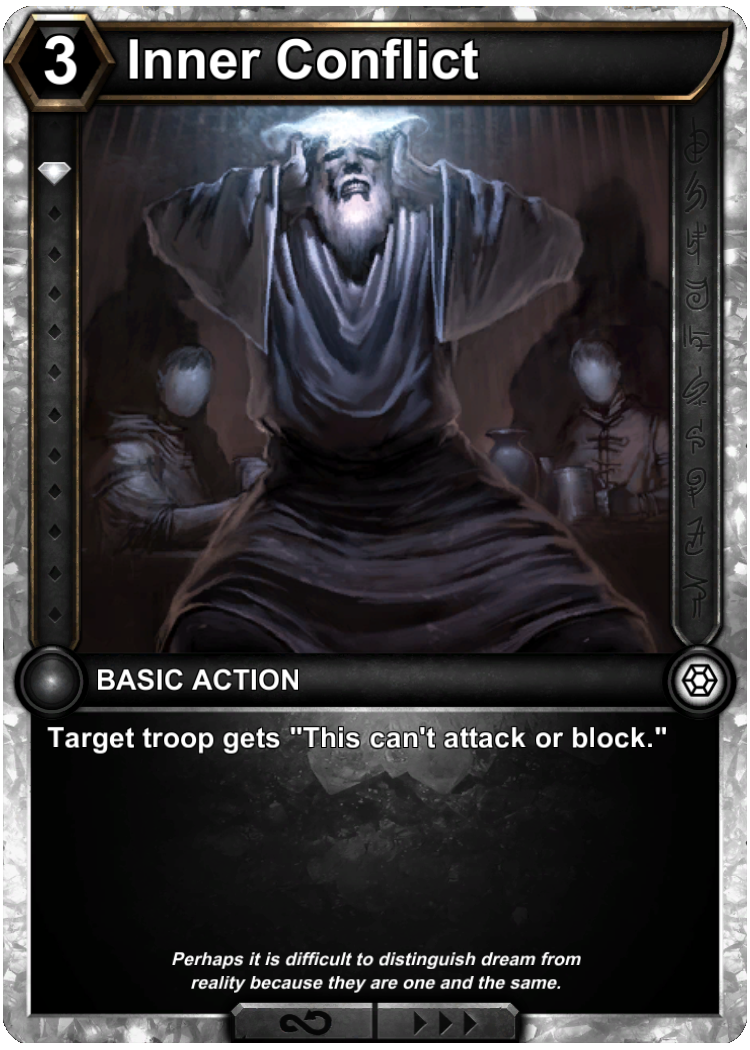 3 Inner Conflict
BASIC ACTION
Target troop gets "This can't attack or block."
Perhaps it is difficult to distinguish dream from
reality because they are one and the same.